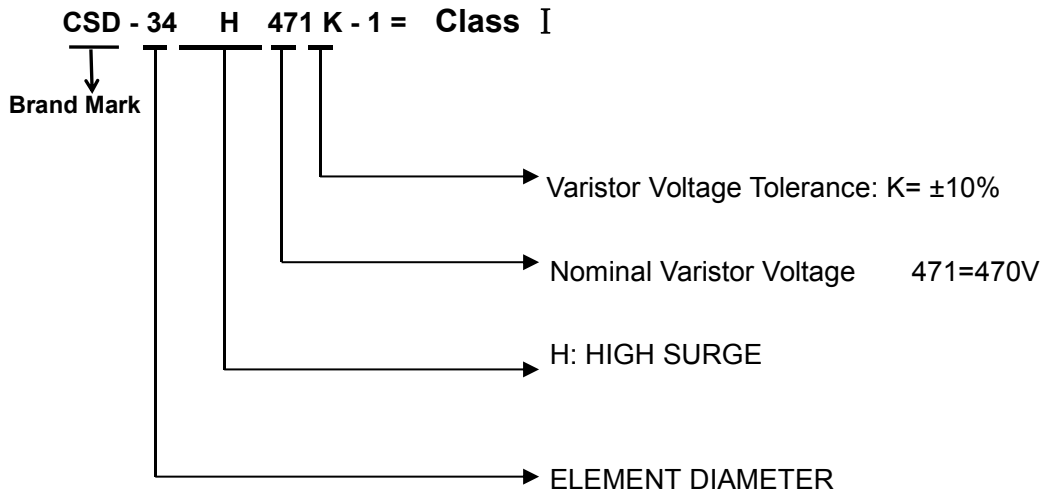 CSD - 34 H 471 K - 1 = Class Ⅰ
Brand Mark
Varistor Voltage Tolerance: K= ±10%
Nominal Varistor Voltage 471=470V
H: HIGH SURGE
ELEMENT DIAMETER